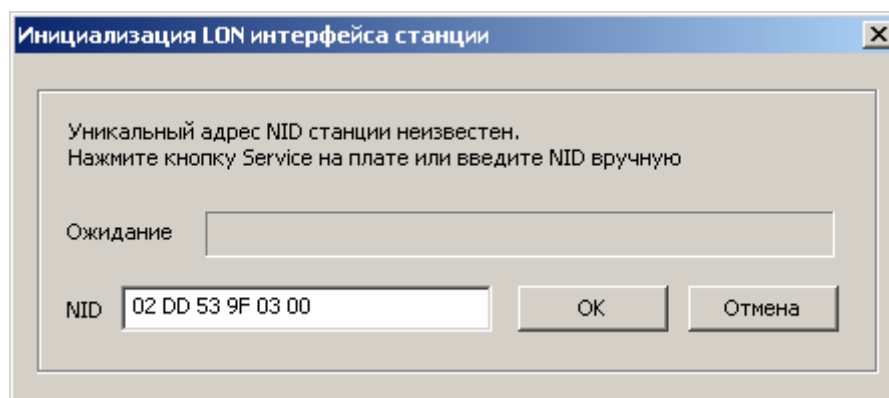 Инициализация LON интерфейса станции
Уникальный адрес NID станции неизвестен.
Нажмите кнопку Service на плате или введите NID вручную
Ожидание
NID 02 DD 53 9F 03 00 OK Отмена